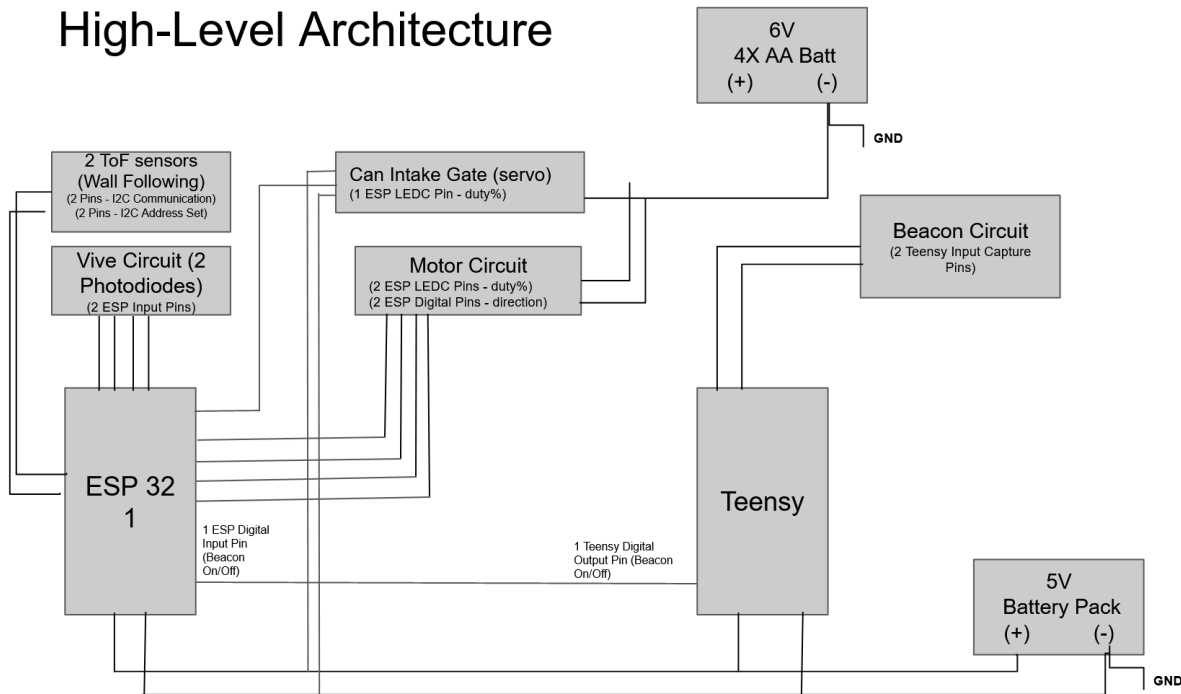 High-Level Architecture
6V
4X AA Batt
(+) (-)
GND
2 ToF sensors
(Wall Following)
(2 Pins - I2C Communication)
(2 Pins - I2C Address Set)
Can Intake Gate (servo)
(1 ESP LEDC Pin - duty%)
Beacon Circuit
(2 Teensy Input Capture
Pins)
Vive Circuit (2
Photodiodes)
(2 ESP Input Pins)
Motor Circuit
(2 ESP LEDC Pins - duty%)
(2 ESP Digital Pins - direction)
ESP 32
1
Teensy
1 ESP Digital
Input Pin
(Beacon
On/Off)
1 Teensy Digital
Output Pin (Beacon
On/Off)
5V
Battery Pack
(+) (-)
GND